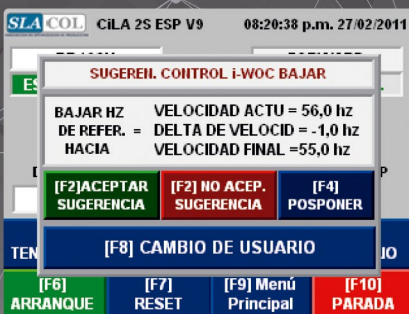 SLACOL CiLA 2S ESP V9 08:20:38 p.m. 27/02/2011
SUGEREN. CONTROL i-WOC BAJAR
BAJAR HZ VELOCIDAD ACTU = 56,0 hz
DE REFER. = DELTA DE VELOCID = -1,0 hz
HACIA VELOCIDAD FINAL =55,0 hz
[F2]ACEPTAR SUGERENCIA
[F2] NO ACEP. SUGERENCIA
[F4] POSPONER
[F8] CAMBIO DE USUARIO
TEN
[F6] ARRANQUE
[F7] RESET
[F9] Menú Principal
[F10] PARADA